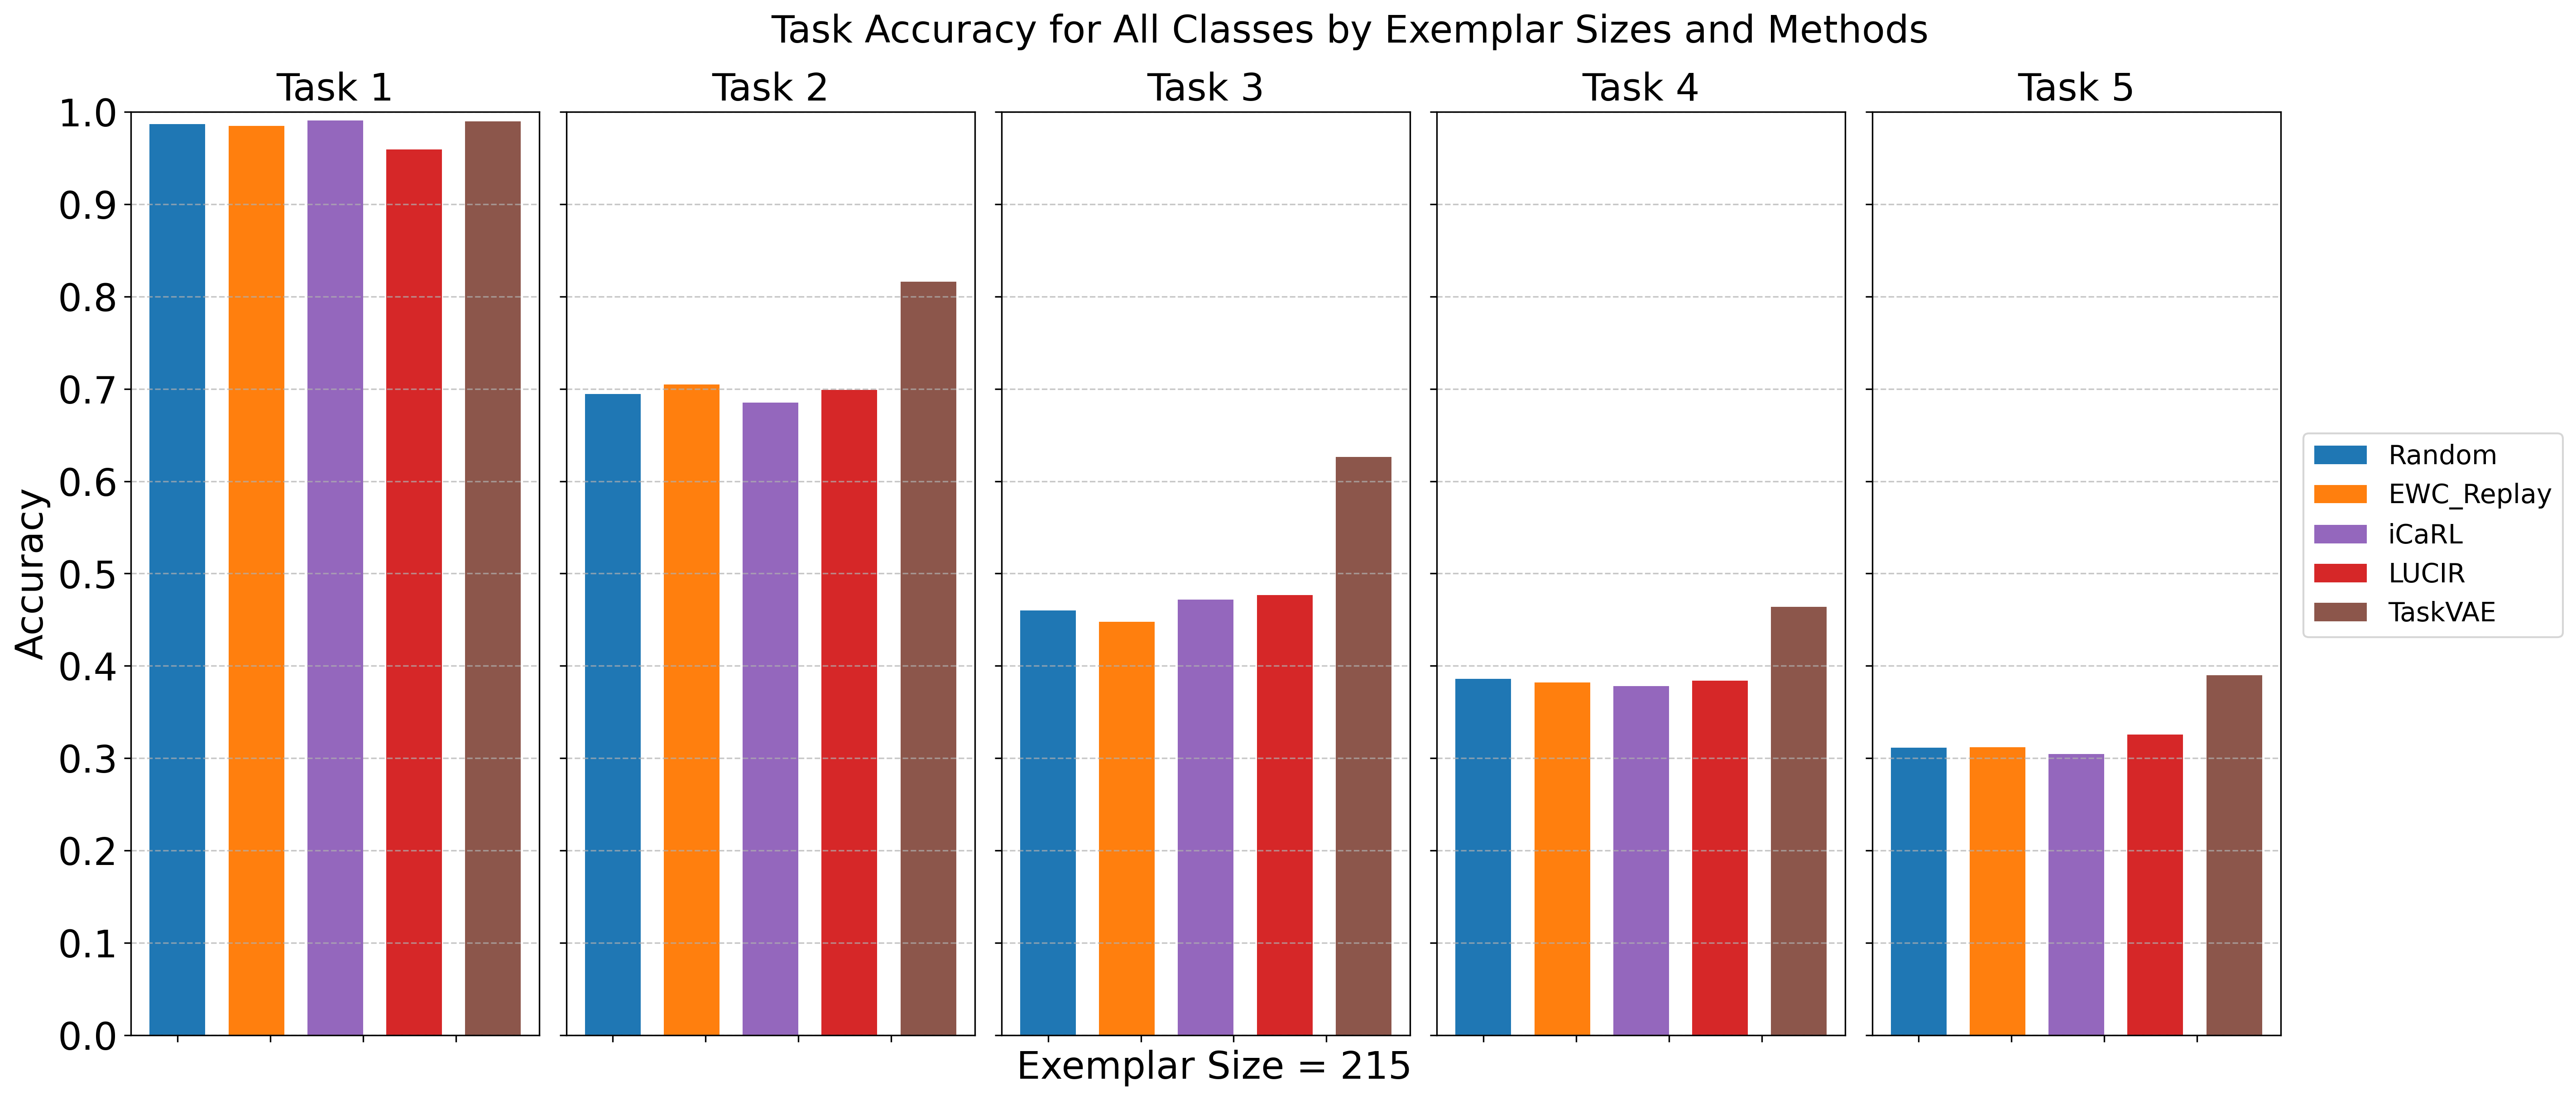 Task Accuracy for All Classes by Exemplar Sizes and Methods
Task 1
Task 2
Task 3
Task 4
Task 5
1.0
0.9
0.8
0.7
0.6
0.5
0.4
0.3
0.2
0.1
0.0
Accuracy
Exemplar Size = 215
Random
EWC_Replay
iCaRL
LUCIR
TaskVAE